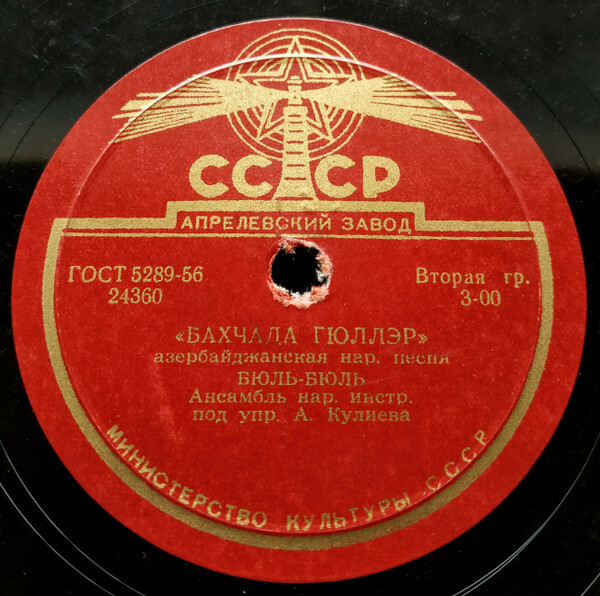 СССР
АПРЕЛЕВСКИЙ ЗАВОД
ГОСТ 5289-56
24360
Вторая гр.
3-00
«БАХЧАДА ГЮЛЛЭР»
азербайджанская нар. песня
БЮЛЬ-БЮЛЬ
Ансамбль нар. инстр.
под упр. А. Кулиева
МИНИСТЕРСТВО КУЛЬТУРЫ СССР